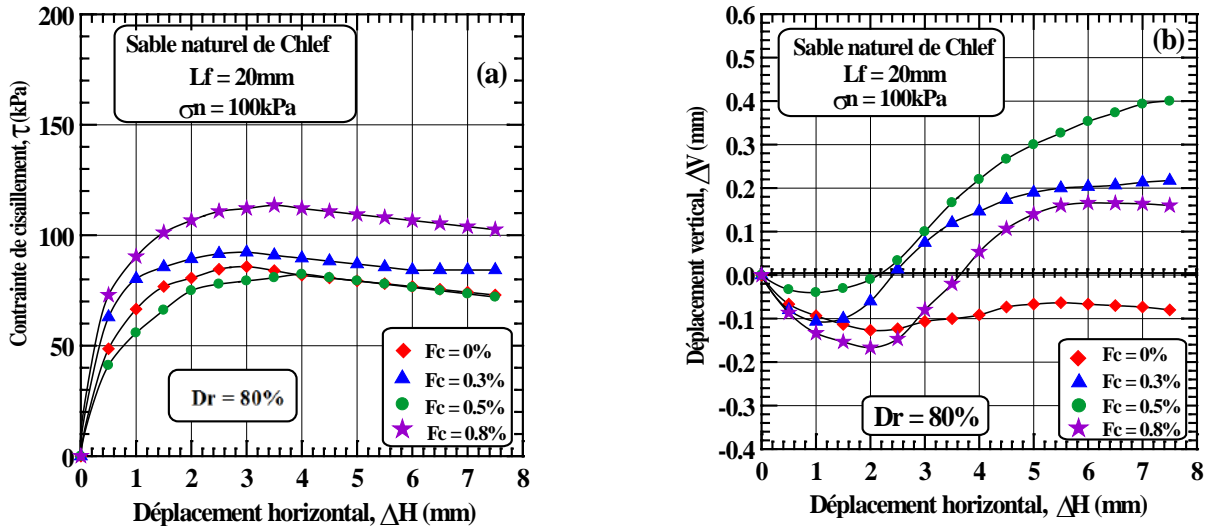 Sable naturel de Chlef
Lf = 20mm
σn = 100kPa
(a)
Contrainte de cisaillement, τ (kPa)
200
150
100
50
0
Dr = 80%
Fc = 0%
Fc = 0.3%
Fc = 0.5%
Fc = 0.8%
0 1 2 3 4 5 6 7 8
Déplacement horizontal, ΔH (mm)
Sable naturel de Chlef
Lf = 20mm
σn = 100kPa
(b)
Déplacement vertical, ΔV (mm)
0.6
0.5
0.4
0.3
0.2
0.1
0.0
-0.1
-0.2
-0.3
-0.4
Dr = 80%
Fc = 0%
Fc = 0.3%
Fc = 0.5%
Fc = 0.8%
0 1 2 3 4 5 6 7 8
Déplacement horizontal, ΔH (mm)